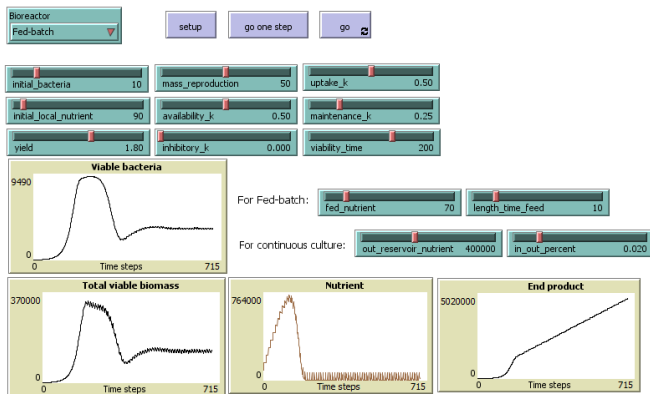 Bioreactor
Fed-batch
setup
go one step
go
initial_bacteria 10
mass_reproduction 50
uptake_k 0.50
initial_local_nutrient 90
availability_k 0.50
maintenance_k 0.25
yield 1.80
inhibitory_k 0.000
viability_time 200
Viable bacteria
9490
0
0 Time steps 715
For Fed-batch:
fed_nutrient 70
length_time_feed 10
For continuous culture:
out_reservoir_nutrient 400000
in_out_percent 0.020
Total viable biomass
370000
0
0 Time steps 715
Nutrient
764000
0
0 Time steps 715
End product
5020000
0
0 Time steps 715